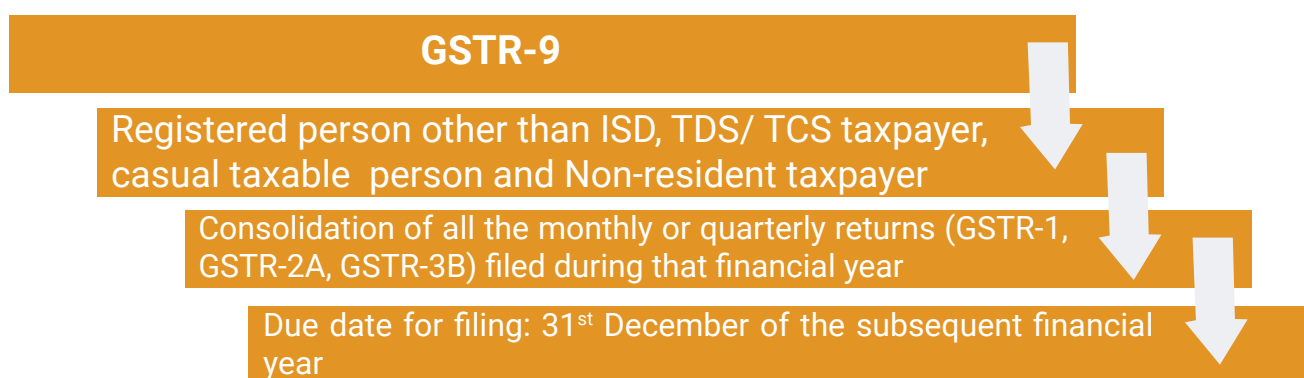 GSTR-9
Registered person other than ISD, TDS/ TCS taxpayer,
casual taxable  person and Non-resident taxpayer
Consolidation of all the monthly or quarterly returns (GSTR-1,
GSTR-2A, GSTR-3B) filed during that financial year
Due date for filing: 31st December of the subsequent financial
year